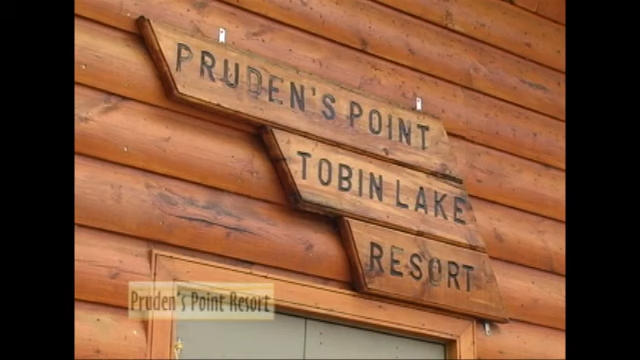 PRUDEN'S POINT
TOBIN LAKE
RESORT
Pruden's Point Resort